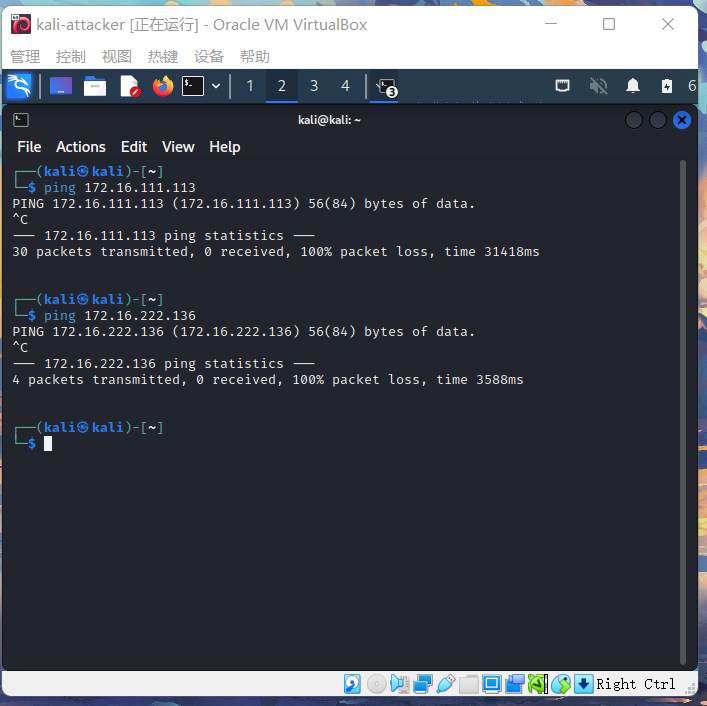 kali-attacker [正在运行] - Oracle VM VirtualBox
管理 控制 视图 热键 设备 帮助
1 2 3 4 3 6
kali@kali: ~
File Actions Edit View Help
┌──(kali㉿kali)-[~]
└─$ ping 172.16.111.113
PING 172.16.111.113 (172.16.111.113) 56(84) bytes of data.
^C
─── 172.16.111.113 ping statistics ───
30 packets transmitted, 0 received, 100% packet loss, time 31418ms
┌──(kali㉿kali)-[~]
└─$ ping 172.16.222.136
PING 172.16.222.136 (172.16.222.136) 56(84) bytes of data.
^C
─── 172.16.222.136 ping statistics ───
4 packets transmitted, 0 received, 100% packet loss, time 3588ms
┌──(kali㉿kali)-[~]
└─$
Right Ctrl